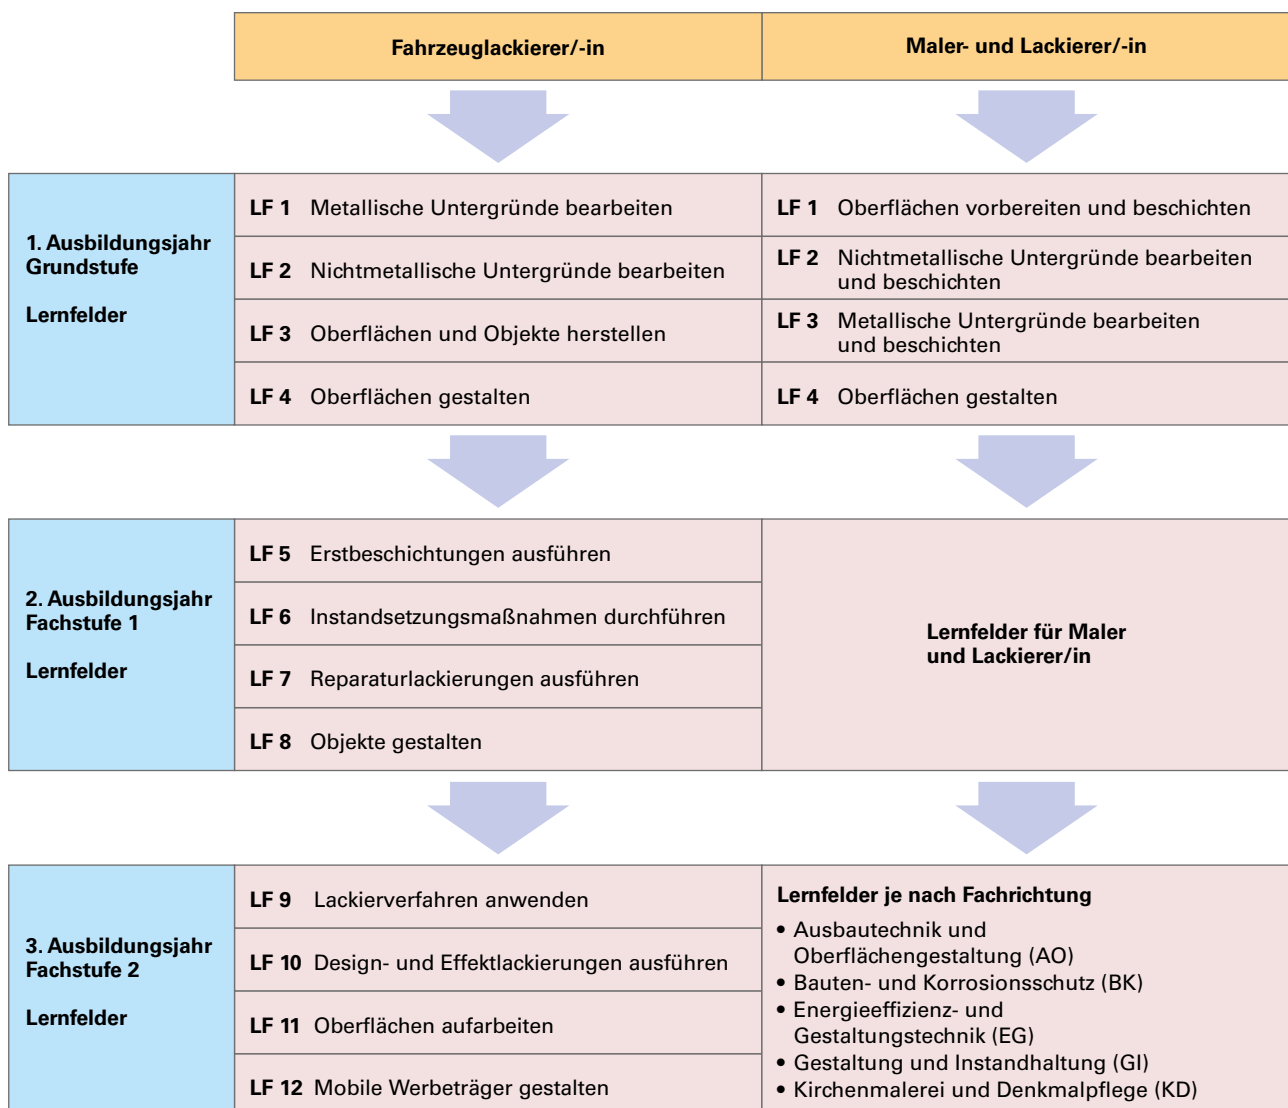 Fahrzeuglackierer/-in
Maler- und Lackierer/-in
1. Ausbildungsjahr
Grundstufe
Lernfelder
LF 1 Metallische Untergründe bearbeiten
LF 2 Nichtmetallische Untergründe bearbeiten
LF 3 Oberflächen und Objekte herstellen
LF 4 Oberflächen gestalten
LF 1 Oberflächen vorbereiten und beschichten
LF 2 Nichtmetallische Untergründe bearbeiten
und beschichten
LF 3 Metallische Untergründe bearbeiten
und beschichten
LF 4 Oberflächen gestalten
2. Ausbildungsjahr
Fachstufe 1
Lernfelder
LF 5 Erstbeschichtungen ausführen
LF 6 Instandsetzungsmaßnahmen durchführen
LF 7 Reparaturlackierungen ausführen
LF 8 Objekte gestalten
Lernfelder für Maler
und Lackierer/in
3. Ausbildungsjahr
Fachstufe 2
Lernfelder
LF 9 Lackierverfahren anwenden
LF 10 Design- und Effektlackierungen ausführen
LF 11 Oberflächen aufarbeiten
LF 12 Mobile Werbeträger gestalten
Lernfelder je nach Fachrichtung
• Ausbautechnik und
Oberflächengestaltung (AO)
• Bauten- und Korrosionsschutz (BK)
• Energieeffizienz- und
Gestaltungstechnik (EG)
• Gestaltung und Instandhaltung (GI)
• Kirchenmalerei und Denkmalpflege (KD)